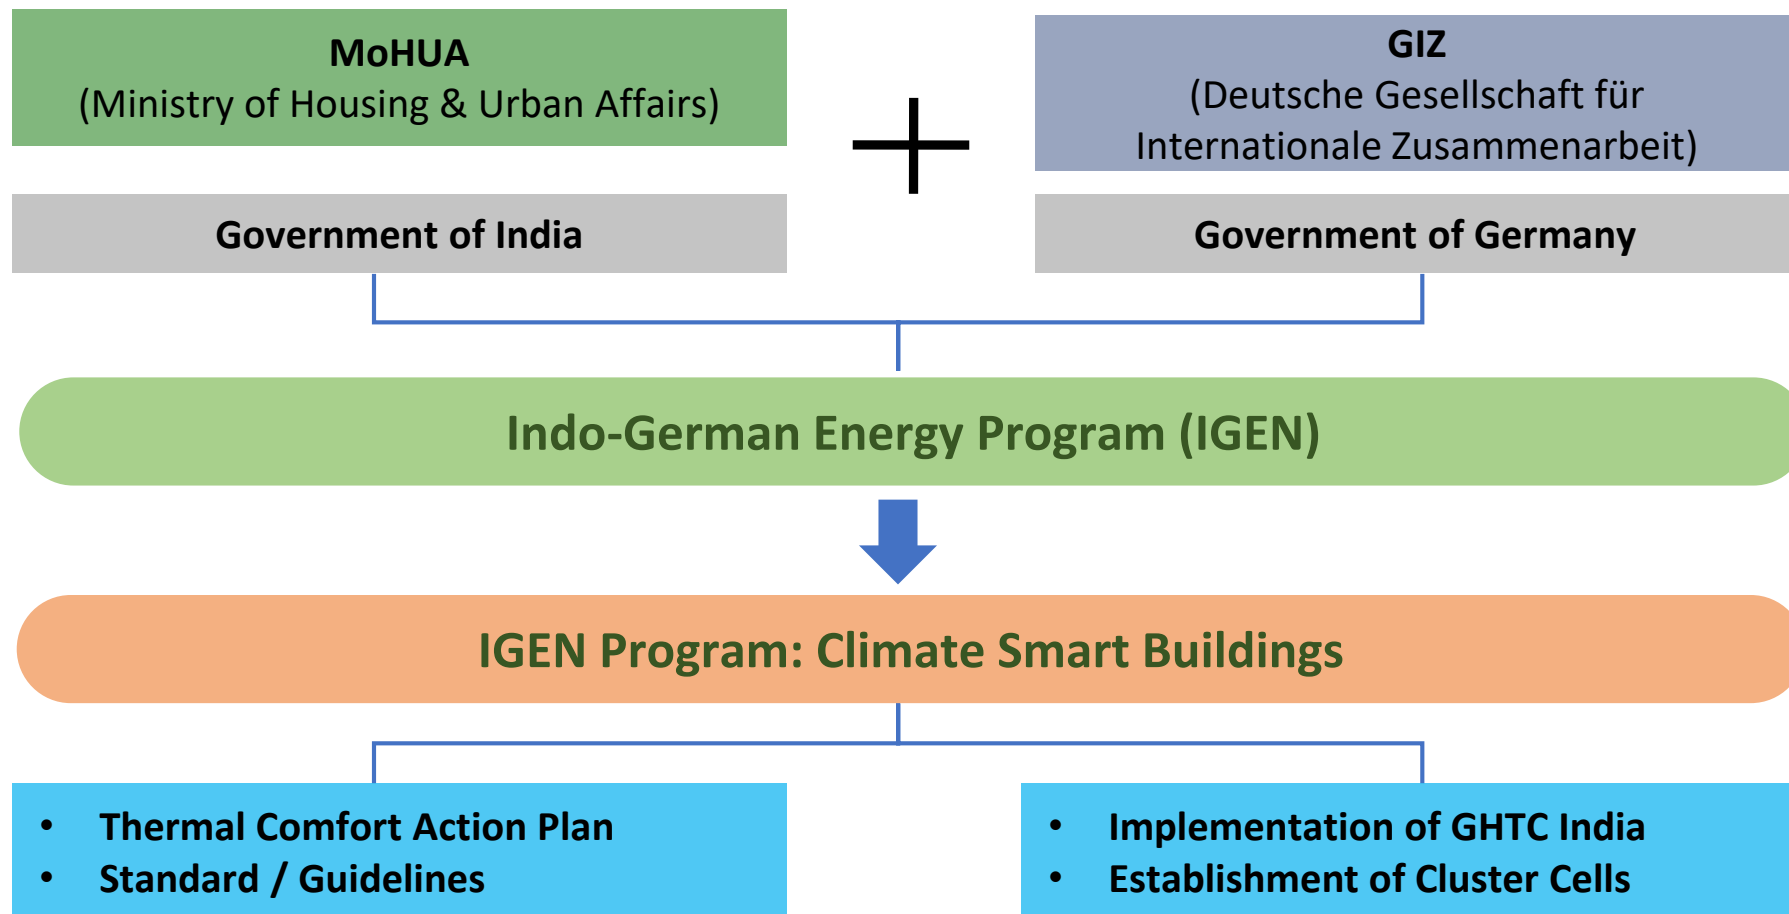 MoHUA
(Ministry of Housing & Urban Affairs)
GIZ
(Deutsche Gesellschaft für
Internationale Zusammenarbeit)
Government of India
Government of Germany
Indo-German Energy Program (IGEN)
IGEN Program: Climate Smart Buildings
• Thermal Comfort Action Plan
• Standard / Guidelines
• Implementation of GHTC India
• Establishment of Cluster Cells